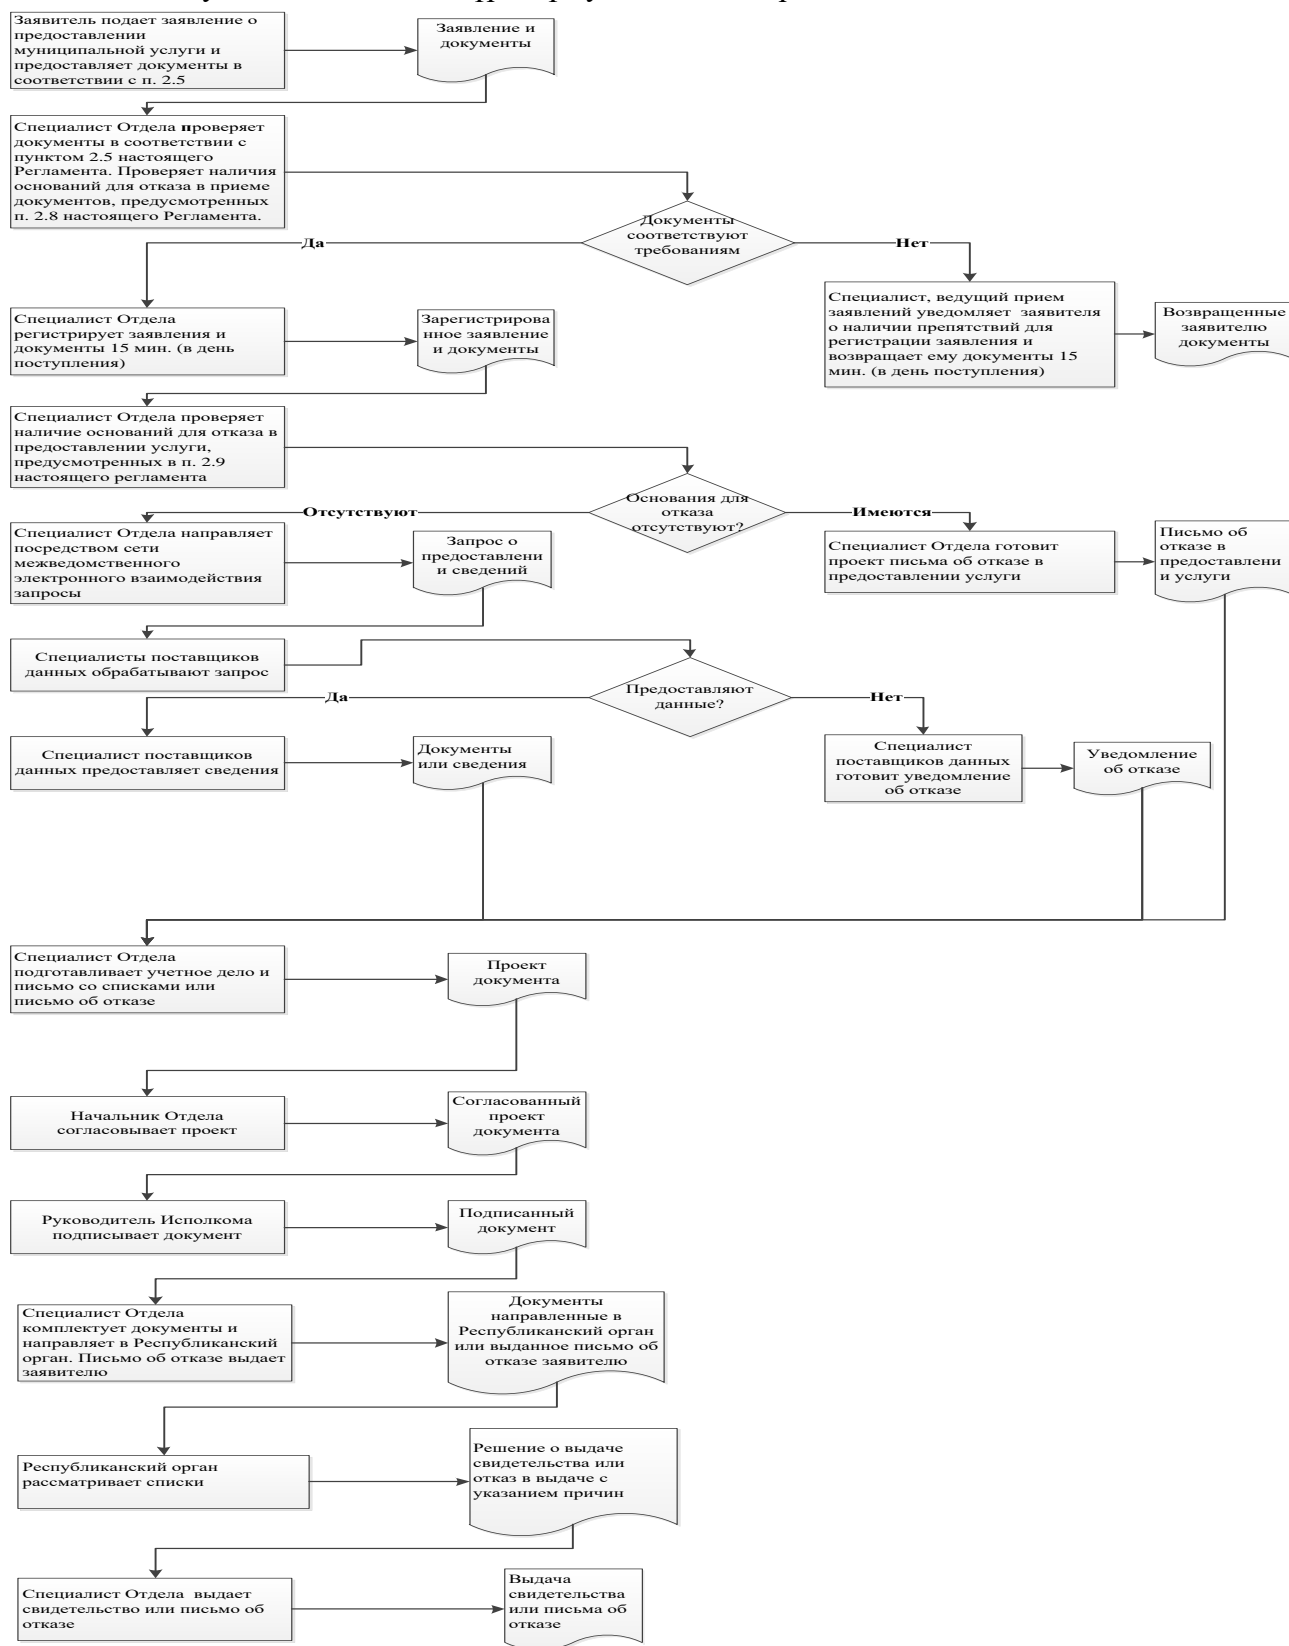 Заявитель подает заявление о
предоставлении
муниципальной услуги и
предоставляет документы в
соответствии с п. 2.5
Заявление и
документы
Специалист Отдела проверяет
документы в соответствии с
пунктом 2.5 настоящего
Регламента. Проверяет наличия
оснований для отказа в приеме
документов, предусмотренных
п. 2.8 настоящего Регламента.
Документы
соответствуют
требованиям
Да
Нет
Специалист Отдела
регистрирует заявления и
документы 15 мин. (в день
поступления)
Зарегистрирова
нное заявление
и документы
Специалист, ведущий прием
заявлений уведомляет заявителя
о наличии препятствий для
регистрации заявления и
возвращает ему документы 15
мин. (в день поступления)
Возвращенные
заявителю
документы
Специалист Отдела проверяет
наличие оснований для отказа в
предоставлении услуги,
предусмотренных в п. 2.9
настоящего регламента
Основания для
отказа
отсутствуют?
Отсутствуют
Имеются
Специалист Отдела направляет
посредством сети
межведомственного
электронного взаимодействия
запросы
Запрос о
предоставлени
и сведений
Специалист Отдела готовит
проект письма об отказе в
предоставлении услуги
Письмо об
отказе в
предоставлени
и услуги
Специалисты поставщиков
данных обрабатывают запрос
Предоставляют
данные?
Да
Нет
Специалист поставщиков
данных предоставляет сведения
Документы
или сведения
Специалист
поставщиков данных
готовит уведомление
об отказе
Уведомление
об отказе
Специалист Отдела
подготавливает учетное дело и
письмо со списками или
письмо об отказе
Проект
документа
Начальник Отдела
согласовывает проект
Согласованный
проект
документа
Руководитель Исполкома
подписывает документ
Подписанный
документ
Специалист Отдела
комплектует документы и
направляет в Республиканский
орган. Письмо об отказе выдает
заявителю
Документы
направленные в
Республиканский орган
или выданное письмо об
отказе заявителю
Республиканский орган
рассматривает списки
Решение о выдаче
свидетельства или
отказ в выдаче с
указанием причин
Специалист Отдела выдает
свидетельство или письмо об
отказе
Выдача
свидетельства
или письма об
отказе